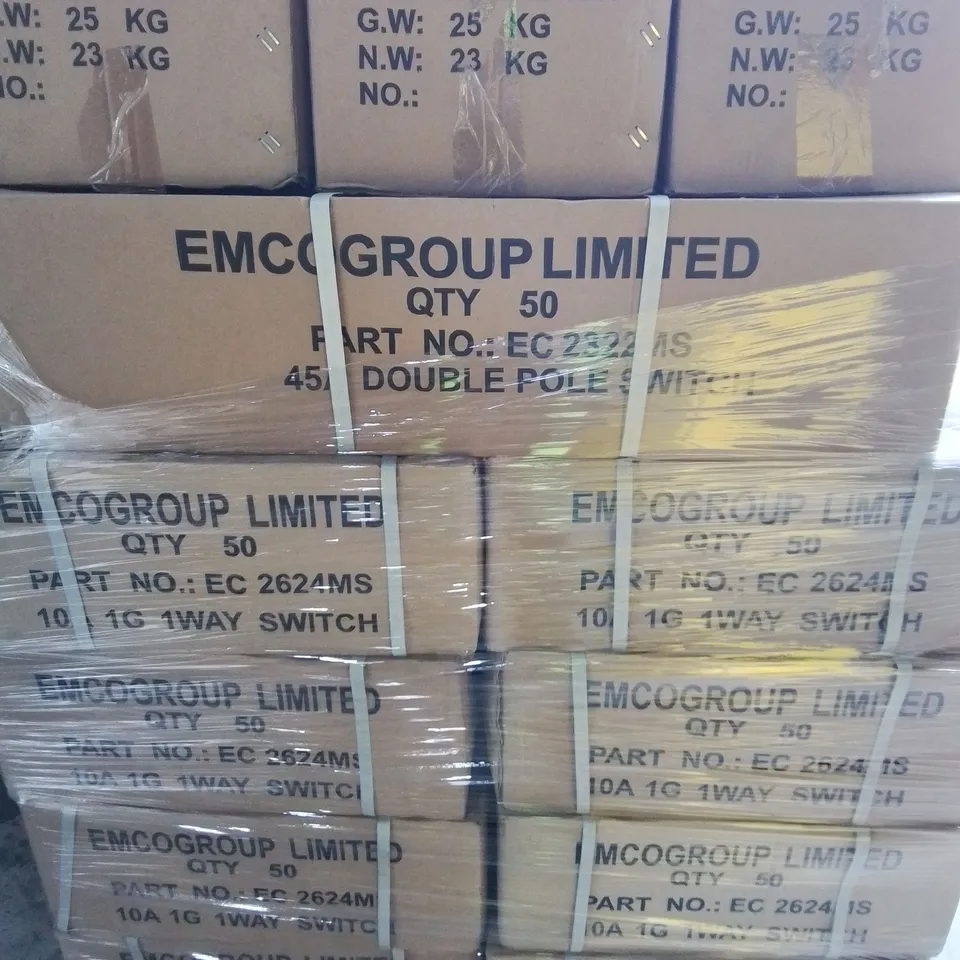 .W: 25 KG
.W: 23 KG
NO.:
G.W: 25 KG
N.W: 23 KG
NO.:
G.W: 25 KG
N.W: 23 KG
NO.:
EMCOGROUP LIMITED
QTY 50
PART NO.: EC 2322MS
45A DOUBLE POLE SWITCH
EMCOGROUP LIMITED
QTY 50
PART NO.: EC 2624MS
10A 1G 1WAY SWITCH
EMCOGROUP LIMITED
QTY 50
PART NO.: EC 2624MS
10A 1G 1WAY SWITCH
EMCOGROUP LIMITED
QTY 50
PART NO.: EC 2624MS
10A 1G 1WAY SWITCH
EMCOGROUP LIMITED
QTY 50
PART NO.: EC 2624MS
10A 1G 1WAY SWITCH
EMCOGROUP LIMITED
QTY 50
PART NO.: EC 2624MS
10A 1G 1WAY SWITCH
EMCOGROUP LIMITED
QTY 50
PART NO.: EC 2624MS
10A 1G 1WAY SWITCH
EMCOGROUP LIMITED